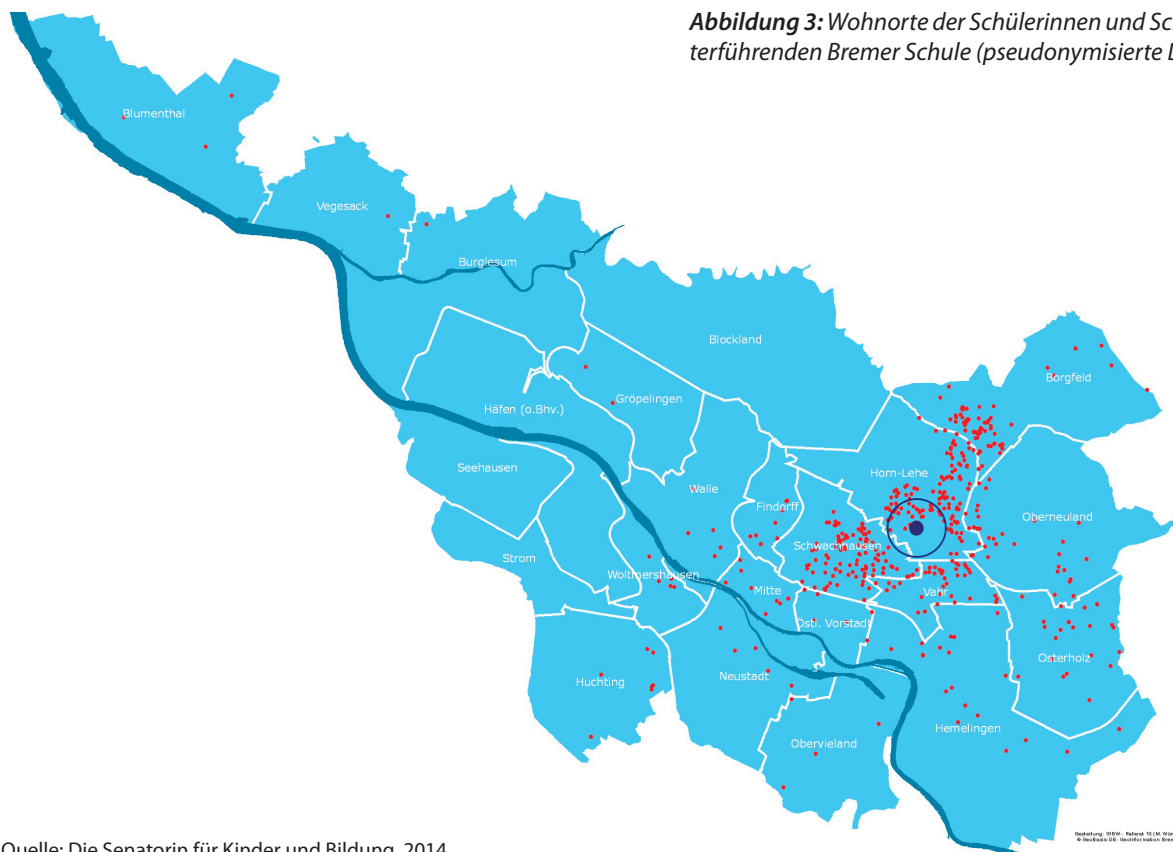 Abbildung 3: Wohnorte der Schülerinnen und Sc
terführenden Bremer Schule (pseudonymisierte
Blumenthal
Vegesack
Burglesum
Blockland
Borgfeld
Häfen (o.Bhv.)
Gröpelingen
Seehausen
Horn-Lehe
Walle
Findorff
Oberneuland
Schwachhausen
Strom
Woltmershausen
Mitte
Vahr
Östl. Vorstadt
Osterholz
Huchting
Neustadt
Hemelingen
Obervieland
Quelle: Die Senatorin für Kinder und Bildung, 2014